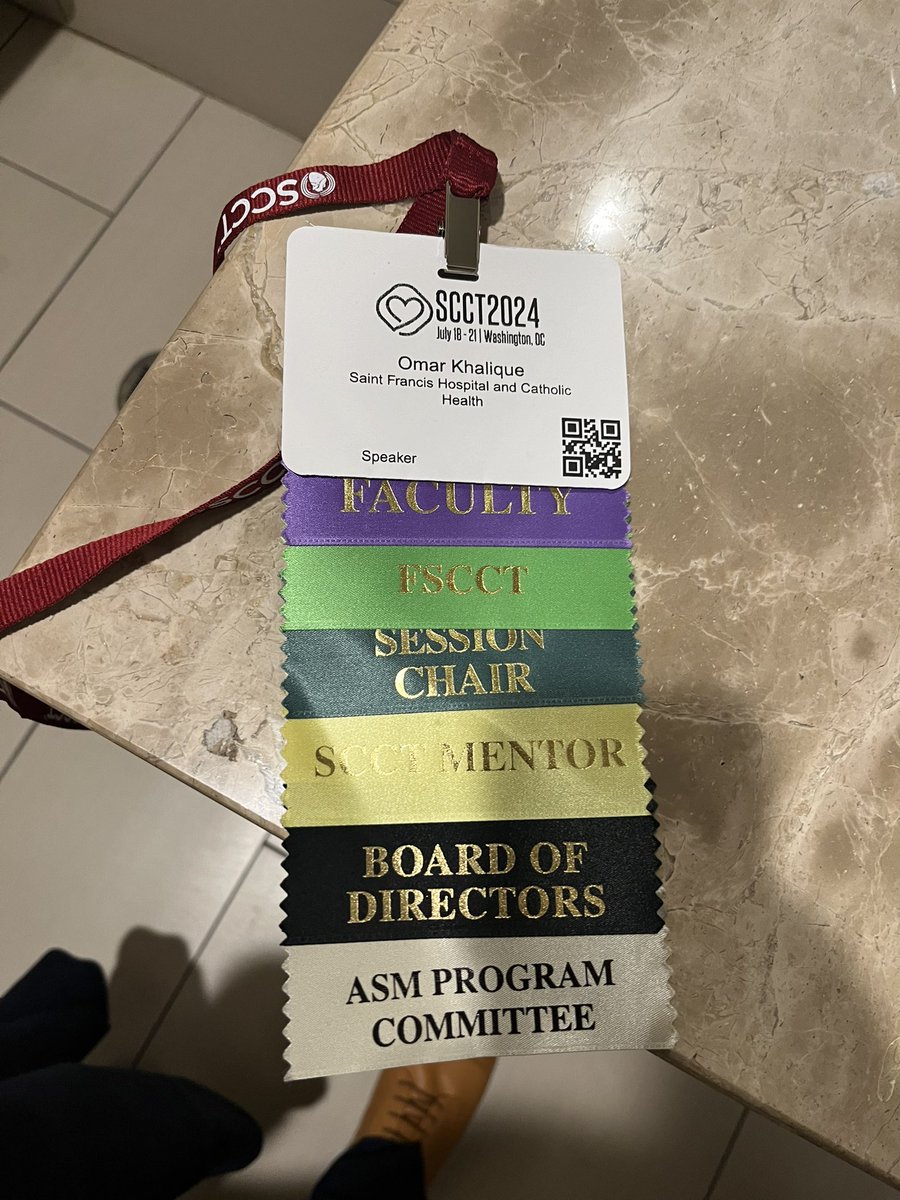 SCCT
SCCT2024
July 18 - 21 | Washington, DC
Omar Khalique
Saint Francis Hospital and Catholic
Health
Speaker
FACULTY
FSCCT
SESSION
CHAIR
SCCT MENTOR
BOARD OF
DIRECTORS
ASM PROGRAM
COMMITTEE